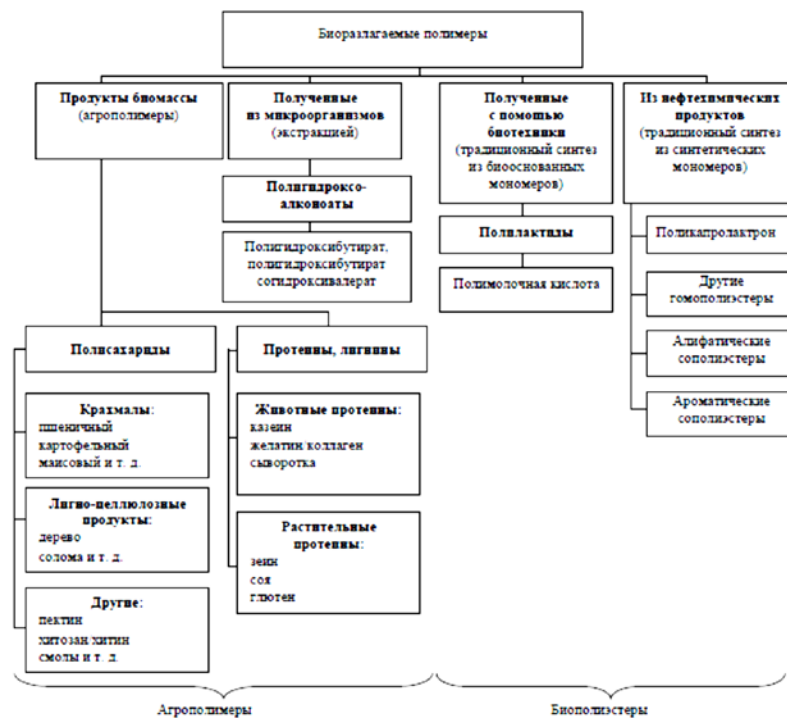 Биоразлагаемые полимеры
Продукты биомассы
(агрополимеры)
Полученные
из микроорганизмов
(экстракцией)
Полученные
с помощью
биотехники
(традиционный синтез
из биооснованных
мономеров)
Из нефтехимических
продуктов
(традиционный синтез
из синтетических
мономеров)
Полигидроксо-
алконоаты
Полигидроксибутират,
полигидроксибутират
согидроксивалерат
Полилактиды
Полимолочная кислота
Поликапролактрон
Другие
гомополиэстеры
Алифатические
сополиэстеры
Ароматические
сополиэстеры
Полисахариды
Крахмалы:
пшеничный
картофельный
маисовый и т. д.
Лигно-целлюлозные
продукты:
дерево
солома и т. д.
Другие:
пектин
хитозан/хитин
смолы и т. д.
Протеины, лигнины
Животные протеины:
казеин
желатин/коллаген
сыворотка
Растительные
протеины:
зеин
соя
глютен
Агрополимеры
Биополиэстеры